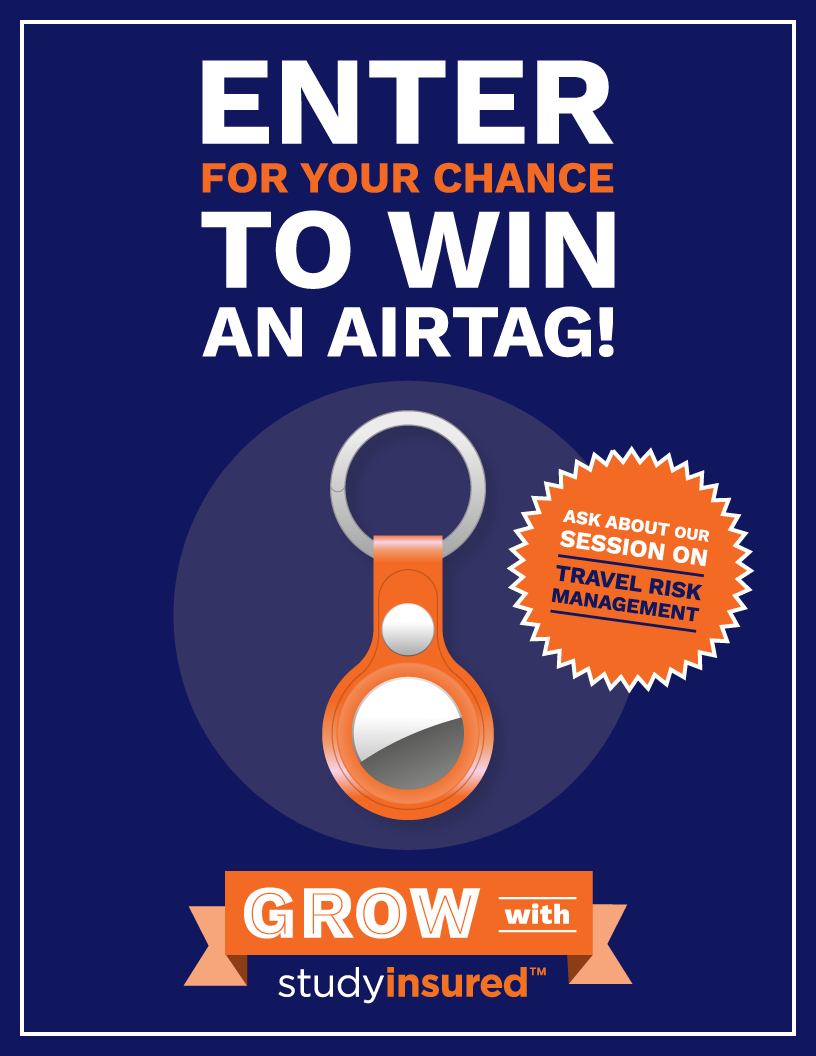 ENTER
FOR YOUR CHANCE
TO WIN
AN AIRTAG!
ASK ABOUT OUR
SESSION ON
TRAVEL RISK
MANAGEMENT
GROW with
studyinsured™